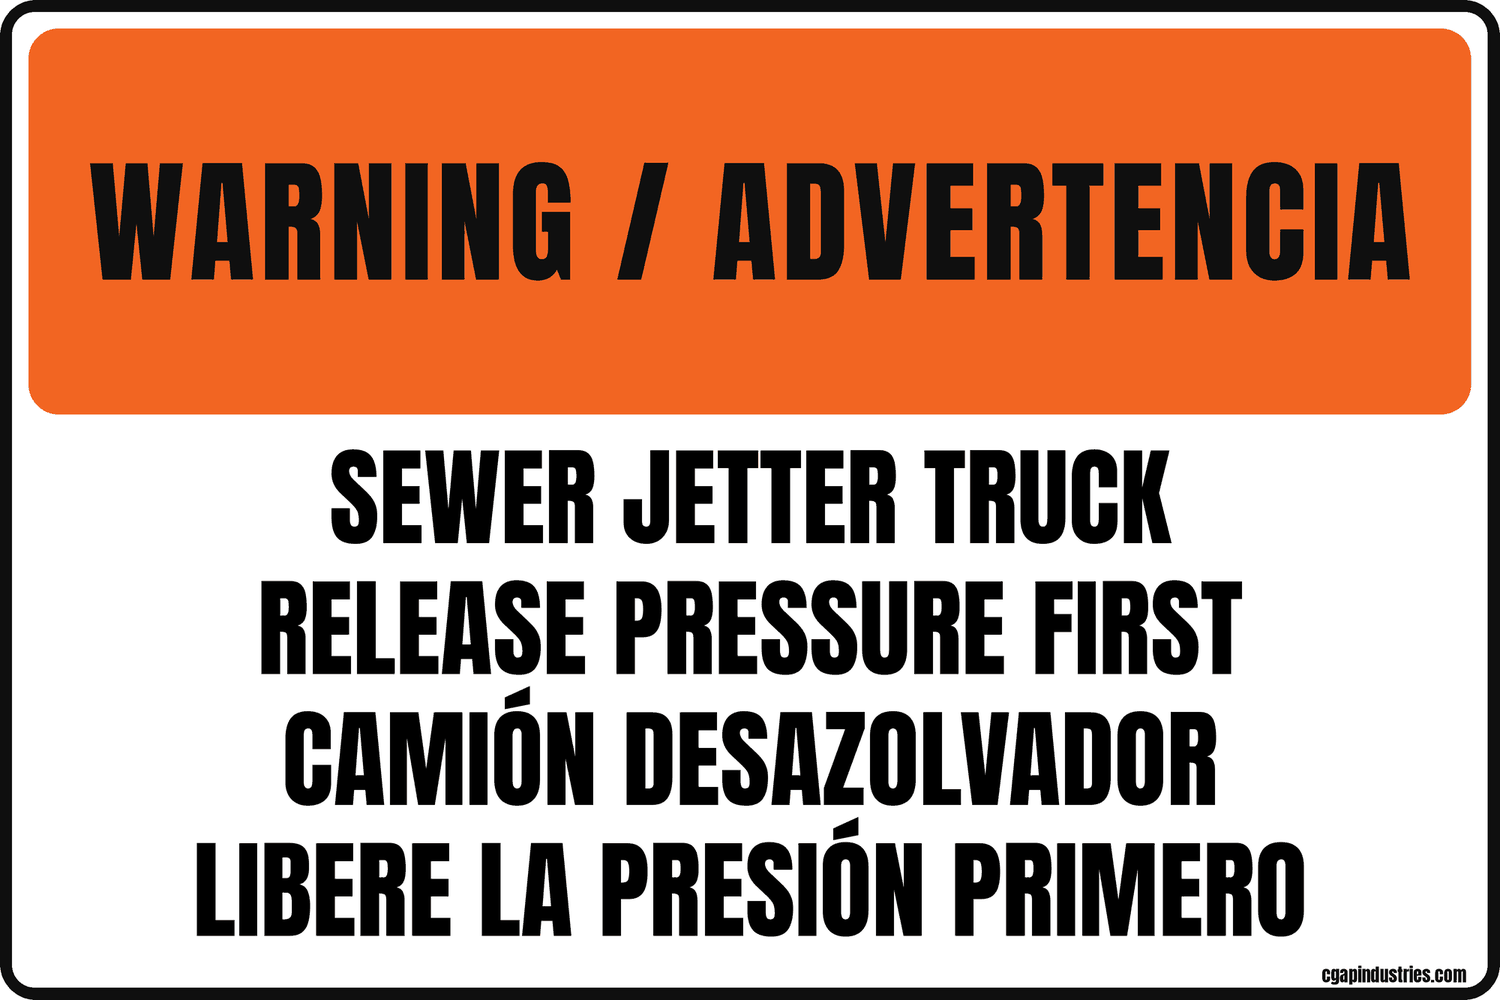 WARNING / ADVERTENCIA
SEWER JETTER TRUCK
RELEASE PRESSURE FIRST
CAMIÓN DESAZOLVADOR
LIBERE LA PRESIÓN PRIMERO
cgapindustries.com